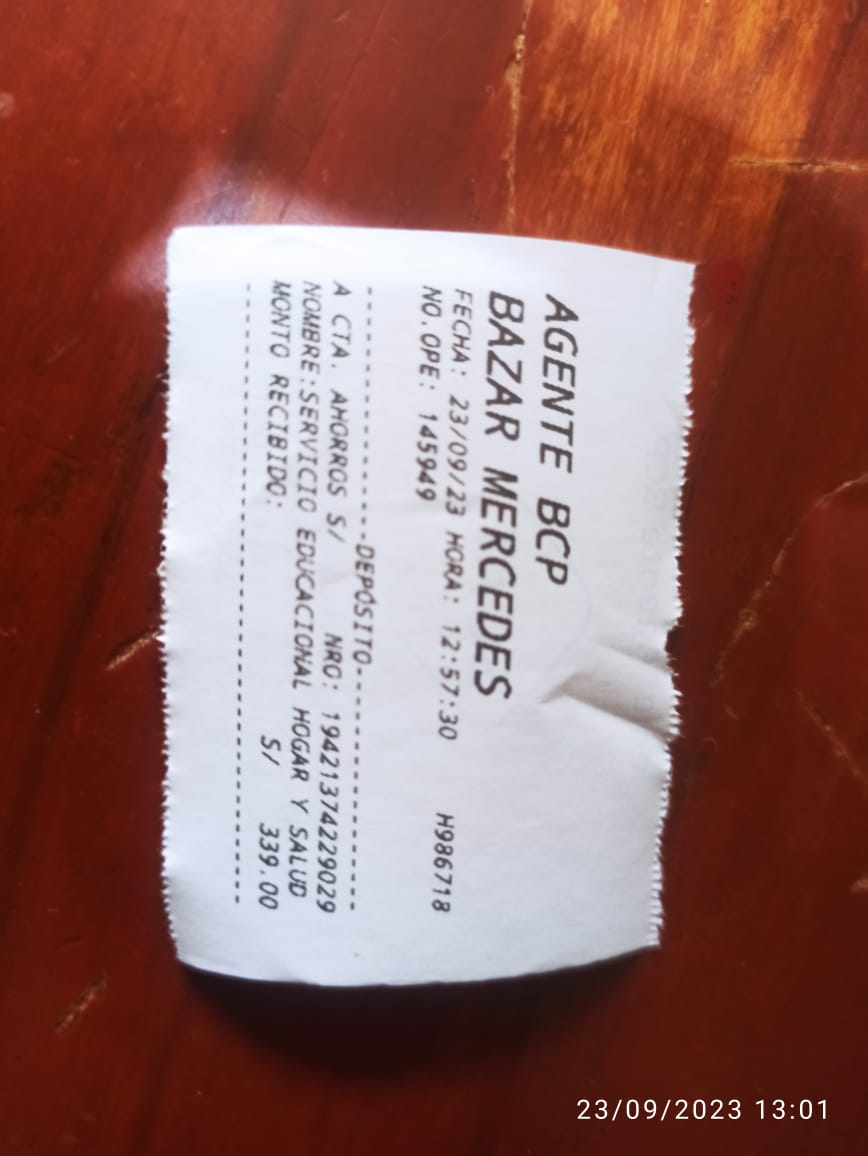 AGENTE BCP
BAZAR MERCEDES
FECHA: 23/09/23 HORA: 12:57:30 H986718
NO.OPE: 145949
--------------------DEPÓSITO--------------------
A CTA. AHORROS S/ NRO: 19421374229029
NOMBRE:SERVICIO EDUCACIONAL HOGAR Y SALUD
MONTO RECIBIDO: S/ 339.00
------------------------------------------------
23/09/2023 13:01